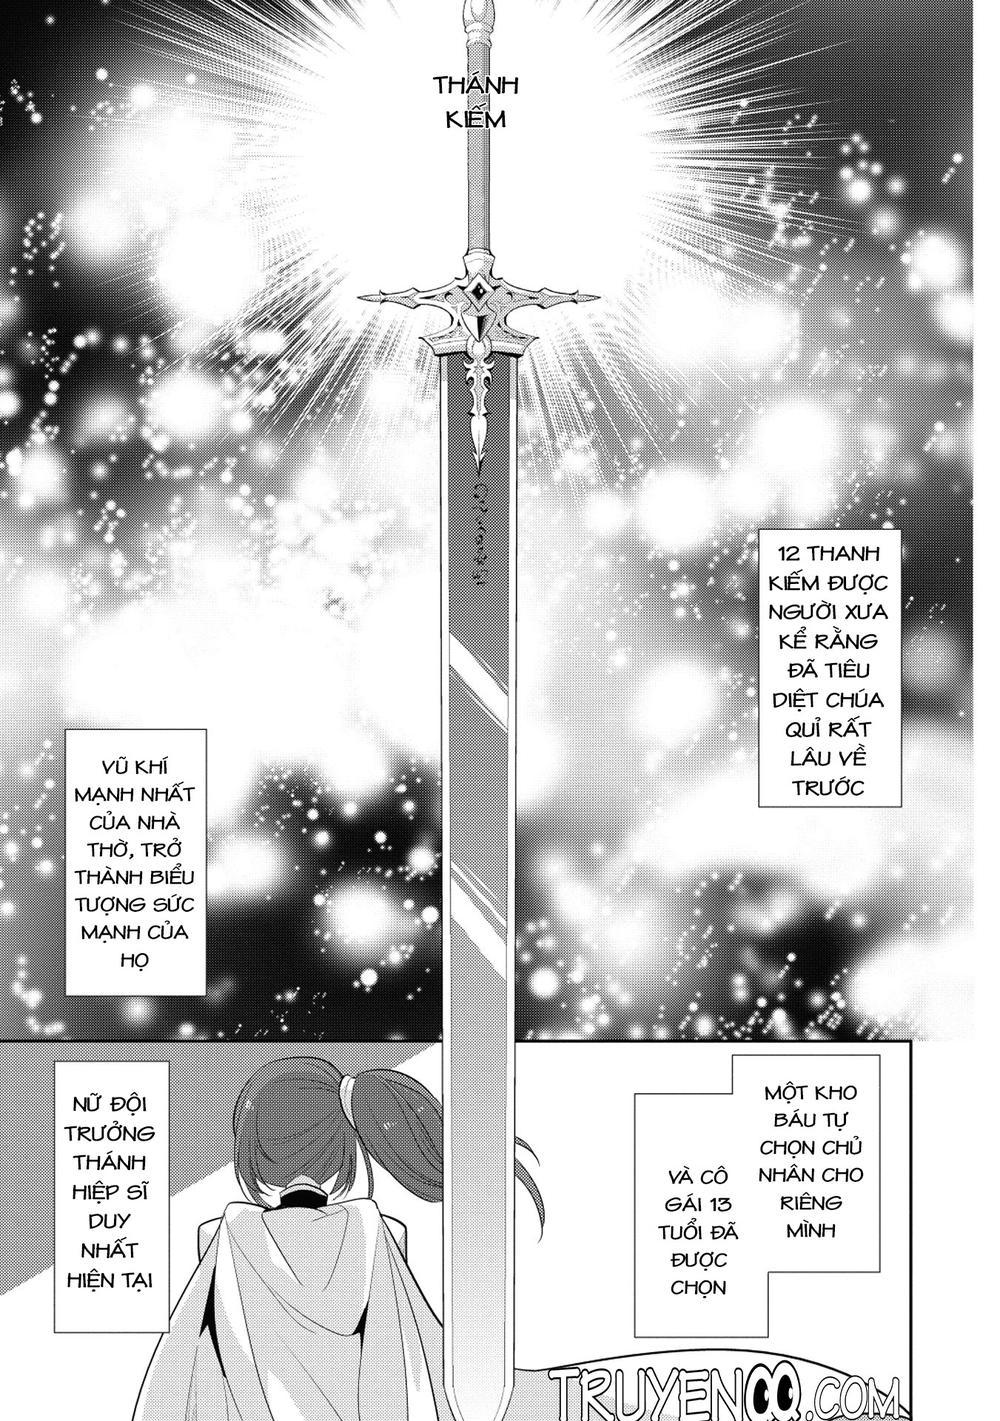 THÁNH
KIẾM
12 THANH
KIẾM ĐƯỢC
NGƯỜI XƯA
KỂ RẰNG
ĐÃ TIÊU
DIỆT CHÚA
QUỈ RẤT
LÂU VỀ
TRƯỚC
VŨ KHÍ
MẠNH NHẤT
CỦA NHÀ
THỜ, TRỞ
THÀNH BIỂU
TƯỢNG SỨC
MẠNH CỦA
HỌ
MỘT KHO
BÁU TỰ
CHỌN CHỦ
NHÂN CHO
RIÊNG
MÌNH
VÀ CÔ
GÁI 13
TUỔI ĐÃ
ĐƯỢC
CHỌN
NỮ ĐỘI
TRƯỞNG
THÁNH
HIỆP SĨ
DUY
NHẤT
HIỆN TẠI
TRUYENQQ.COM